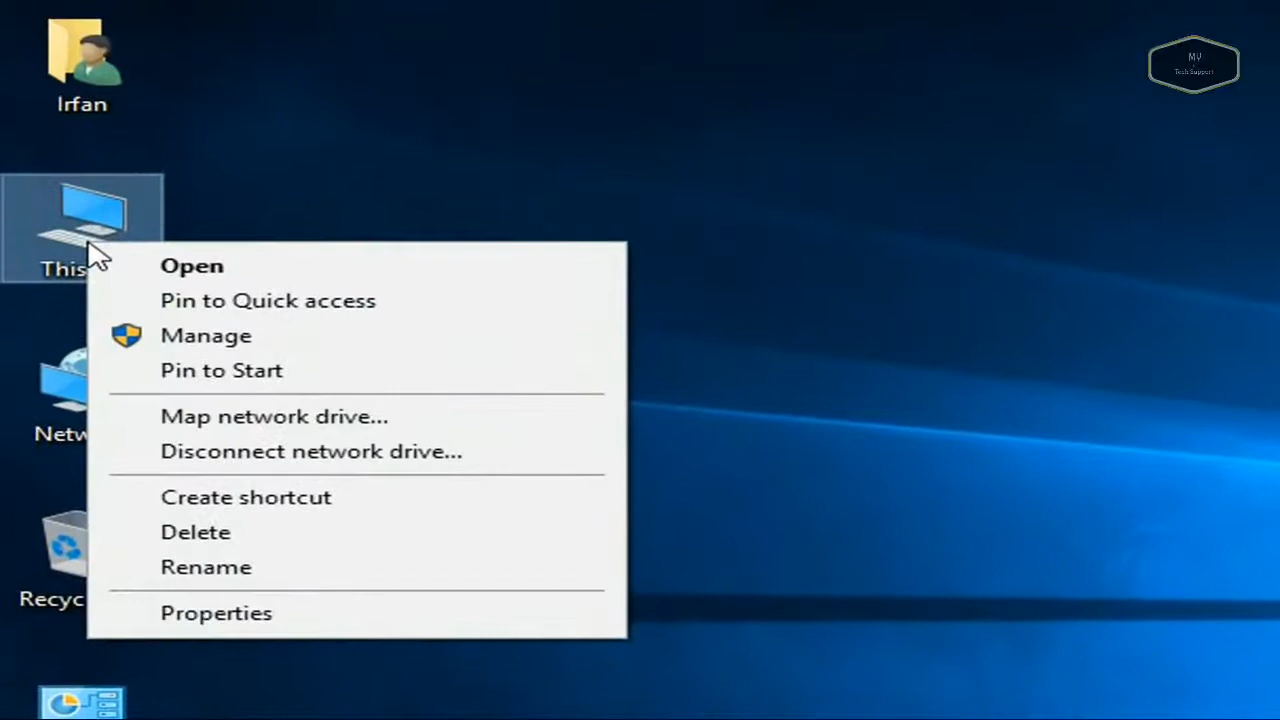 Irfan
MY
Tech Support
This
Open
Pin to Quick access
Manage
Pin to Start
Map network drive...
Disconnect network drive...
Netw
Create shortcut
Delete
Rename
Recyc
Properties